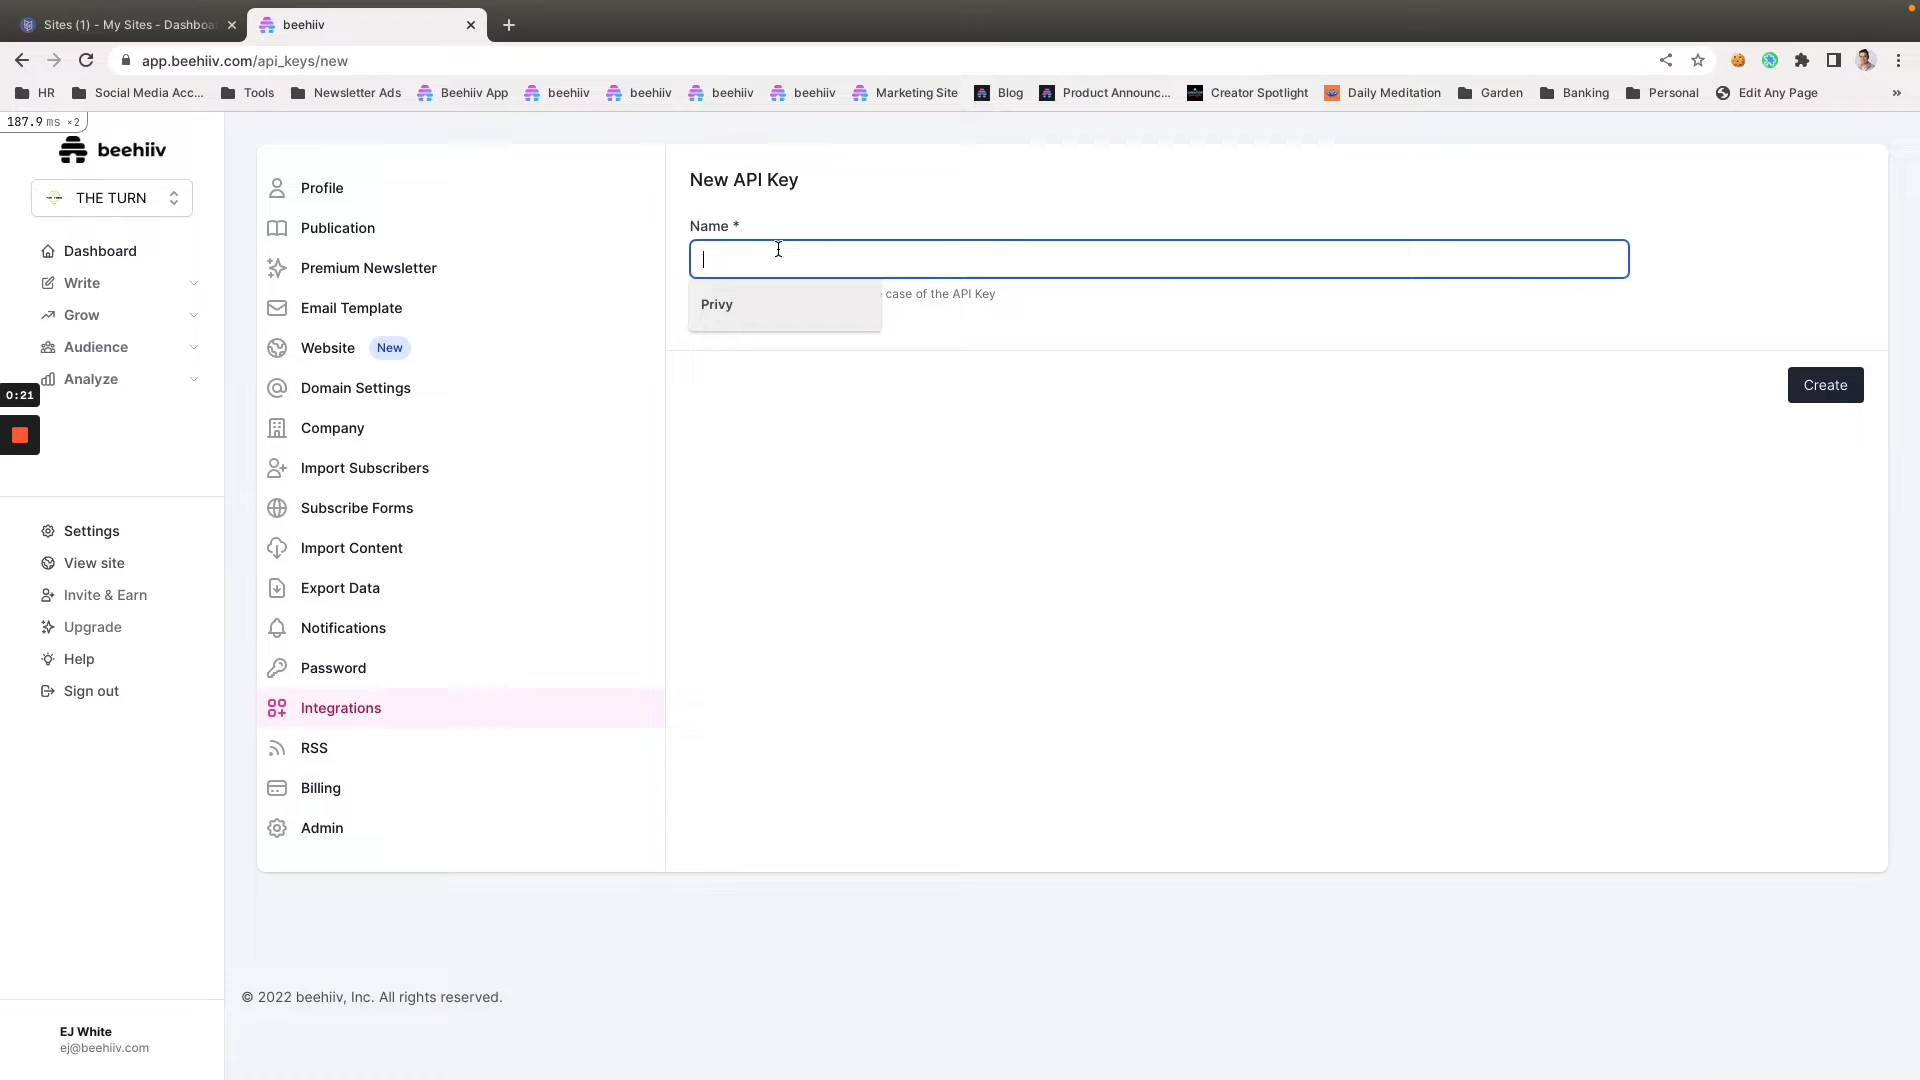 Sites (1) - My Sites - Dashboa
beehiiv
app.beehiiv.com/api_keys/new
HR
Social Media Acc...
Tools
Newsletter Ads
Beehiiv App
beehiiv
beehiiv
beehiiv
beehiiv
Marketing Site
Blog
Product Announc...
Creator Spotlight
Daily Meditation
Garden
Banking
Personal
Edit Any Page
»
187.9 ms ×2
beehiiv
THE TURN
Dashboard
Write
Grow
Audience
Analyze
0:21
Settings
View site
Invite & Earn
Upgrade
Help
Sign out
EJ White
ej@beehiiv.com
Profile
Publication
Premium Newsletter
Email Template
Website New
Domain Settings
Company
Import Subscribers
Subscribe Forms
Import Content
Export Data
Notifications
Password
Integrations
RSS
Billing
Admin
New API Key
Name *
Privy
case of the API Key
Create
© 2022 beehiiv, Inc. All rights reserved.